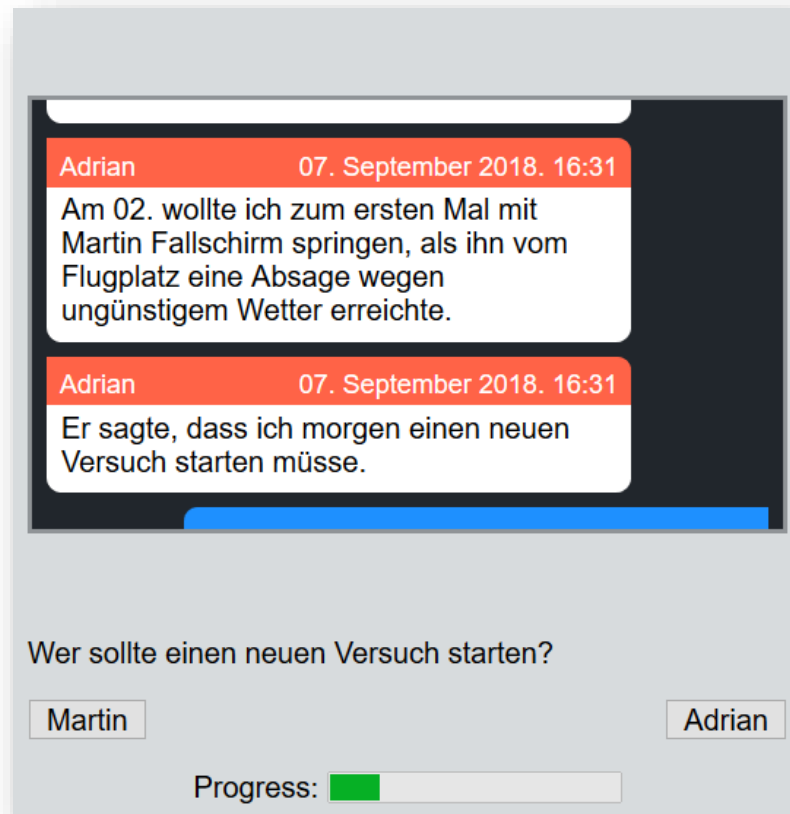 Adrian 07. September 2018. 16:31
Am 02. wollte ich zum ersten Mal mit
Martin Fallschirm springen, als ihn vom
Flugplatz eine Absage wegen
ungünstigem Wetter erreichte.
Adrian 07. September 2018. 16:31
Er sagte, dass ich morgen einen neuen
Versuch starten müsse.
Wer sollte einen neuen Versuch starten?
Martin Adrian
Progress: